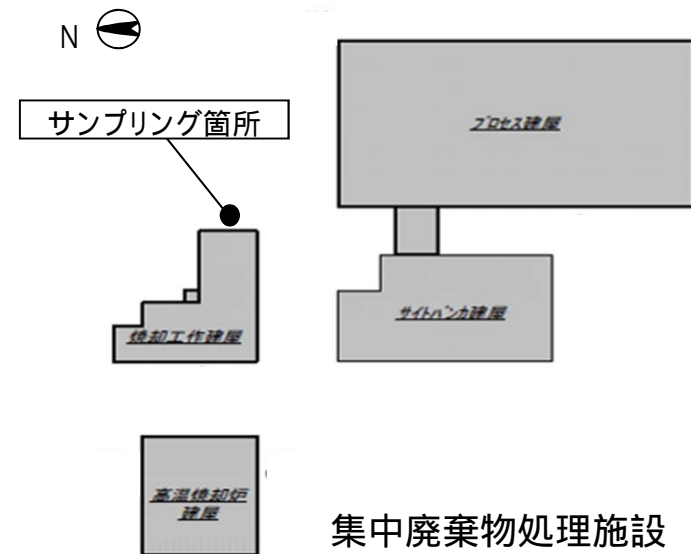 N
サンプリング箇所
プロセス建屋
サイトバンカ建屋
焼却工作建屋
高温焼却炉
建屋
集中廃棄物処理施設